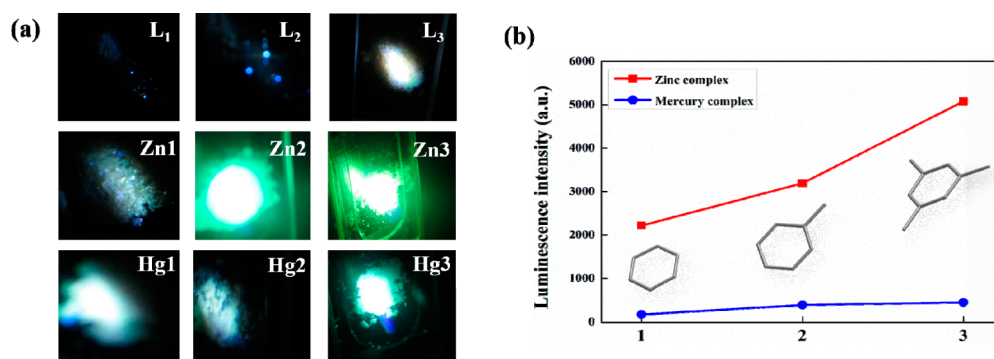 (a)
L1
L2
L3
Zn1
Zn2
Zn3
Hg1
Hg2
Hg3
(b)
Luminescence intensity (a.u.)
6000
5000
4000
3000
2000
1000
0
Zinc complex
Mercury complex
1
2
3